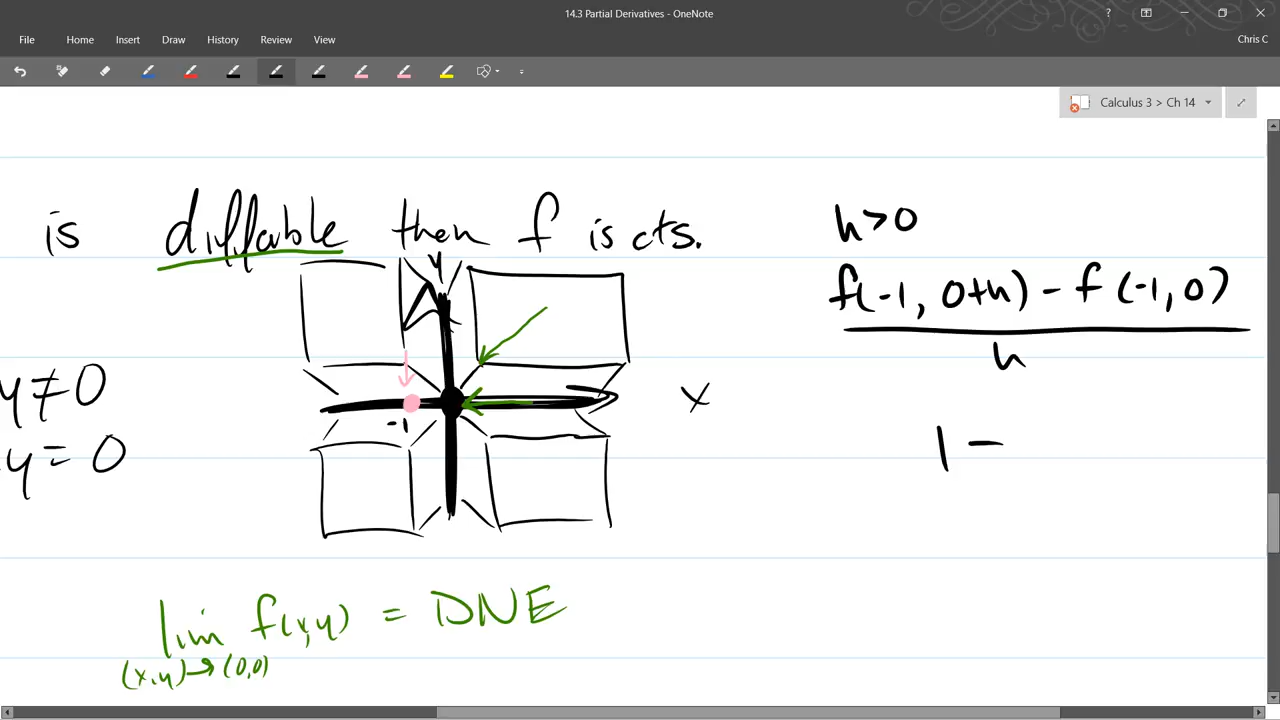 14.3 Partial Derivatives - OneNote
File Home Insert Draw History Review View
Chris C
Calculus 3 > Ch 14
is diffable then f is cts.
h>0
f(-1, 0+h) - f(-1, 0)
h
y
y ≠ 0
x
-1
y = 0
1 -
lim f(x,y) = DNE
(x,y)→(0,0)